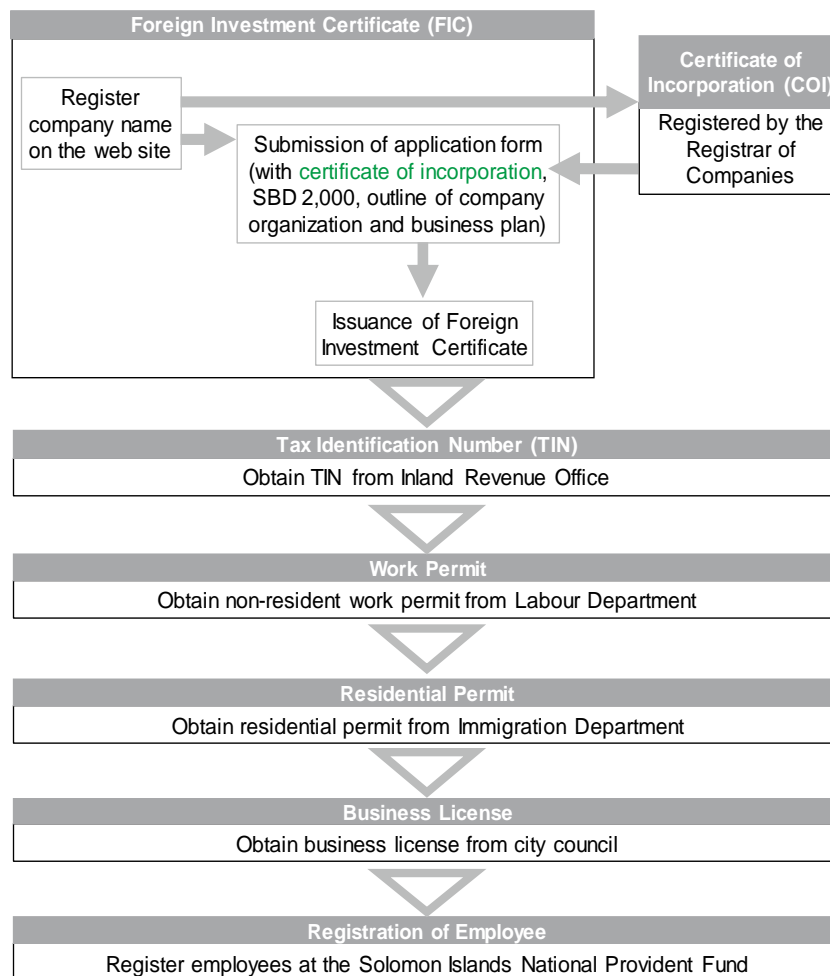 Foreign Investment Certificate (FIC)
Register
company name
on the web site
Submission of application form
(with certificate of incorporation,
SBD 2,000, outline of company
organization and business plan)
Issuance of Foreign
Investment Certificate
Certificate of
Incorporation (COI)
Registered by the
Registrar of
Companies
Tax Identification Number (TIN)
Obtain TIN from Inland Revenue Office
Work Permit
Obtain non-resident work permit from Labour Department
Residential Permit
Obtain residential permit from Immigration Department
Business License
Obtain business license from city council
Registration of Employee
Register employees at the Solomon Islands National Provident Fund